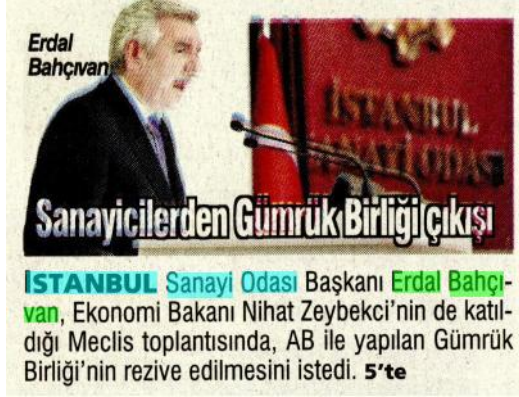 Erdal
Bahçıvan
İSTANBUL
SANAYİ ODASI
Sanayicilerden Gümrük Birliği çıkışı
İSTANBUL Sanayi Odası Başkanı Erdal Bahçı-
van, Ekonomi Bakanı Nihat Zeybekci'nin de katıl-
dığı Meclis toplantısında, AB ile yapılan Gümrük
Birliği'nin rezive edilmesini istedi. 5'te